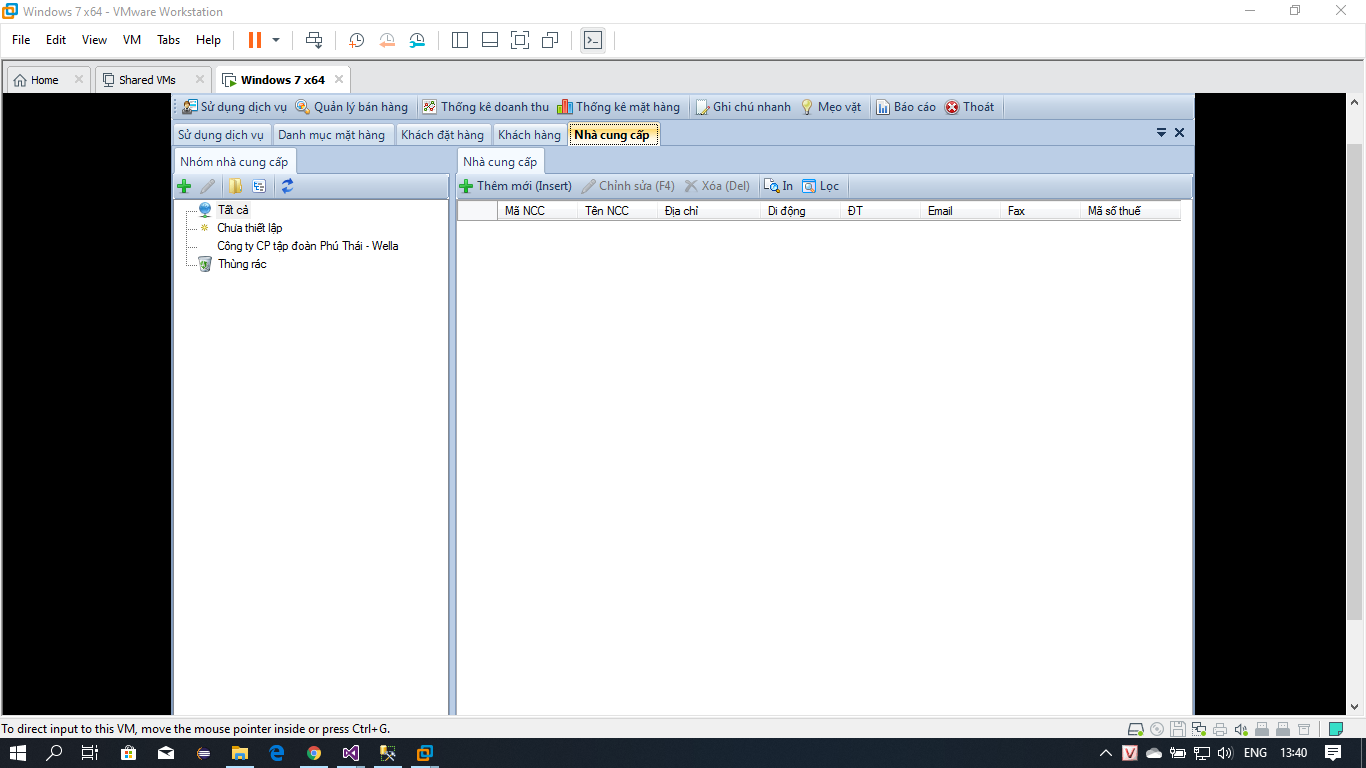 Windows 7 x64 - VMware Workstation
File Edit View VM Tabs Help
Home Shared VMs Windows 7 x64
Sử dụng dịch vụ Quản lý bán hàng Thống kê doanh thu Thống kê mặt hàng Ghi chú nhanh Mẹo vặt Báo cáo Thoát
Sử dụng dịch vụ Danh mục mặt hàng Khách đặt hàng Khách hàng Nhà cung cấp
Nhóm nhà cung cấp
Nhà cung cấp
Thêm mới (Insert) Chỉnh sửa (F4) Xóa (Del) In Lọc
Mã NCC Tên NCC Địa chỉ Di động ĐT Email Fax Mã số thuế
Tất cả
Chưa thiết lập
Công ty CP tập đoàn Phú Thái - Wella
Thùng rác
To direct input to this VM, move the mouse pointer inside or press Ctrl+G.
ENG 13:40